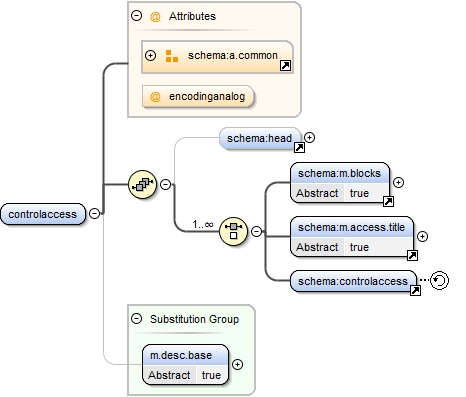 Attributes
schema:a.common
encodinganalog
schema:head
schema:m.blocks
Abstract true
controlaccess
1..∞
schema:m.access.title
Abstract true
schema:controlaccess
Substitution Group
m.desc.base
Abstract true